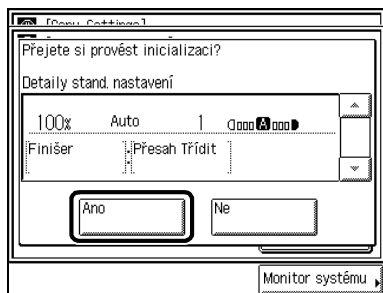 [Copy Settings]
Přejete si provést inicializaci?
Detaily stand. nastavení
100% Auto 1 A
Finišer : Přesah Třídit
Ano Ne
Monitor systému